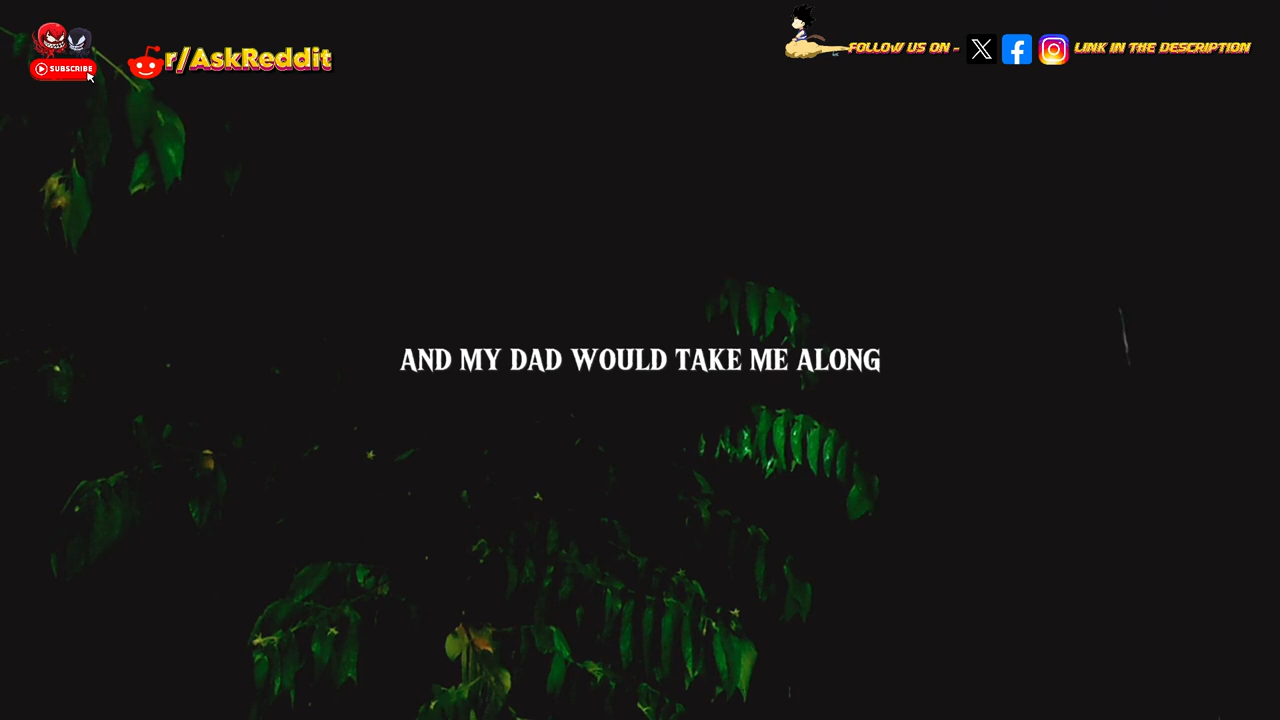 SUBSCRIBE
r/AskReddit
FOLLOW US ON -
LINK IN THE DESCRIPTION
AND MY DAD WOULD TAKE ME ALONG